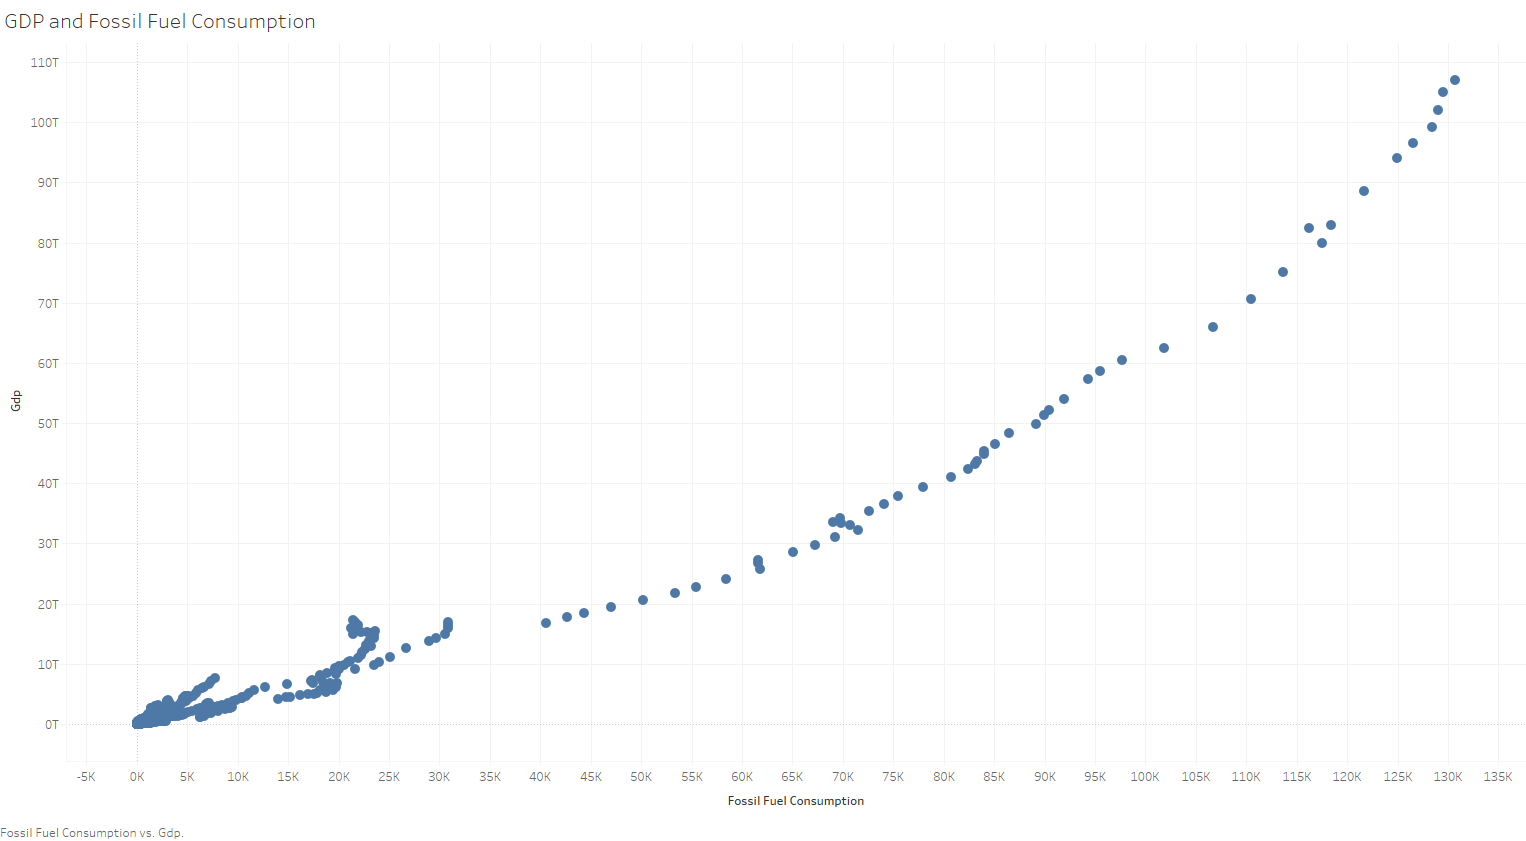 GDP and Fossil Fuel Consumption
110T
100T
90T
80T
70T
60T
50T
40T
30T
20T
10T
0T
Gdp
-5K 0K 5K 10K 15K 20K 25K 30K 35K 40K 45K 50K 55K 60K 65K 70K 75K 80K 85K 90K 95K 100K 105K 110K 115K 120K 125K 130K 135K
Fossil Fuel Consumption
Fossil Fuel Consumption vs. Gdp.